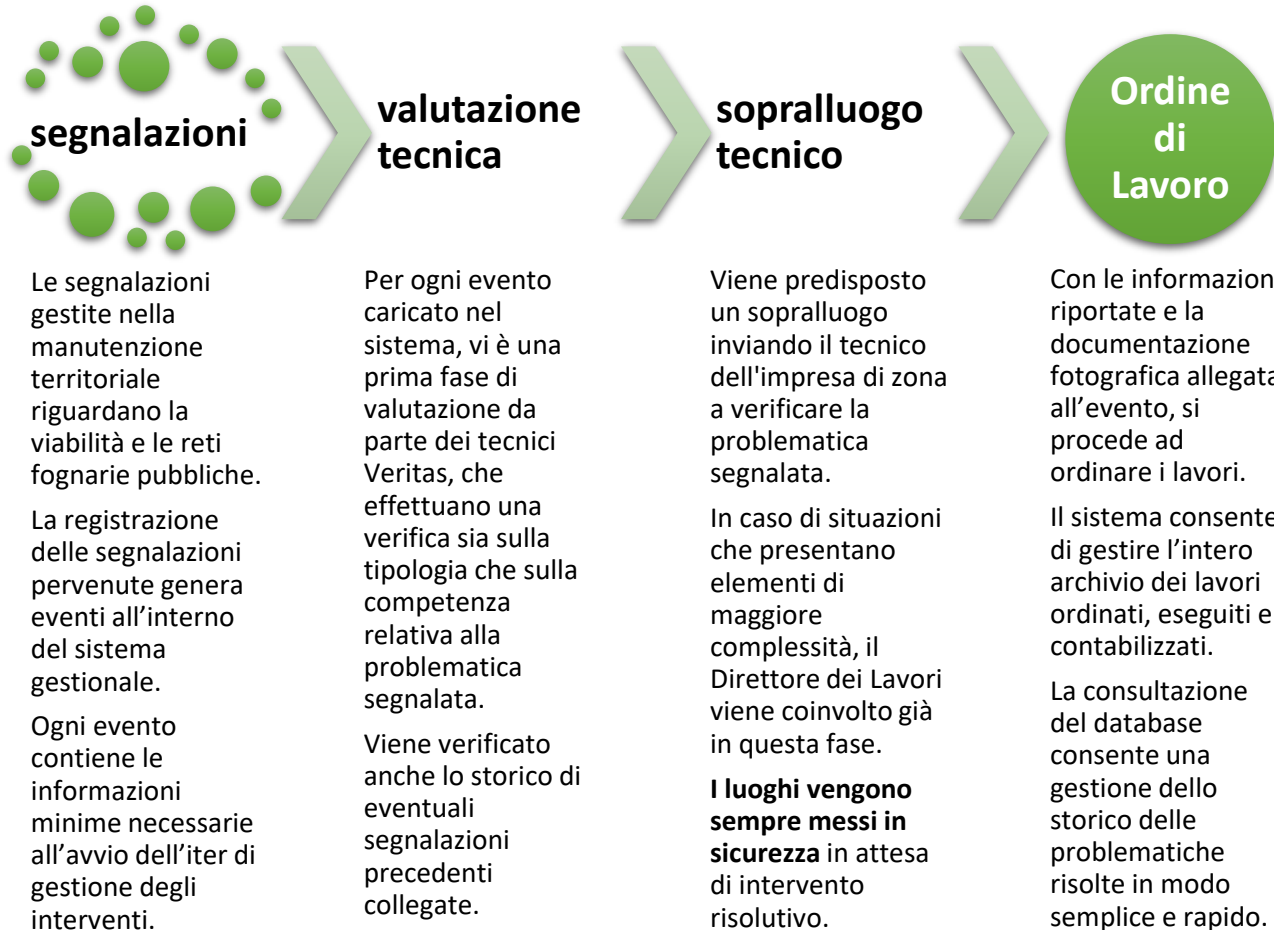 segnalazioni
Le segnalazioni
gestite nella
manutenzione
territoriale
riguardano la
viabilità e le reti
fognarie pubbliche.
La registrazione
delle segnalazioni
pervenute genera
eventi all’interno
del sistema
gestionale.
Ogni evento
contiene le
informazioni
minime necessarie
all’avvio dell’iter di
gestione degli
interventi.
valutazione
tecnica
Per ogni evento
caricato nel
sistema, vi è una
prima fase di
valutazione da
parte dei tecnici
Veritas, che
effettuano una
verifica sia sulla
tipologia che sulla
competenza
relativa alla
problematica
segnalata.
Viene verificato
anche lo storico di
eventuali
segnalazioni
precedenti
collegate.
sopralluogo
tecnico
Viene predisposto
un sopralluogo
inviando il tecnico
dell'impresa di zona
a verificare la
problematica
segnalata.
In caso di situazioni
che presentano
elementi di
maggiore
complessità, il
Direttore dei Lavori
viene coinvolto già
in questa fase.
I luoghi vengono
sempre messi in
sicurezza in attesa
di intervento
risolutivo.
Ordine
di
Lavoro
Con le informazion
riportate e la
documentazione
fotografica allegata
all’evento, si
procede ad
ordinare i lavori.
Il sistema consente
di gestire l’intero
archivio dei lavori
ordinati, eseguiti e
contabilizzati.
La consultazione
del database
consente una
gestione dello
storico delle
problematiche
risolte in modo
semplice e rapido.